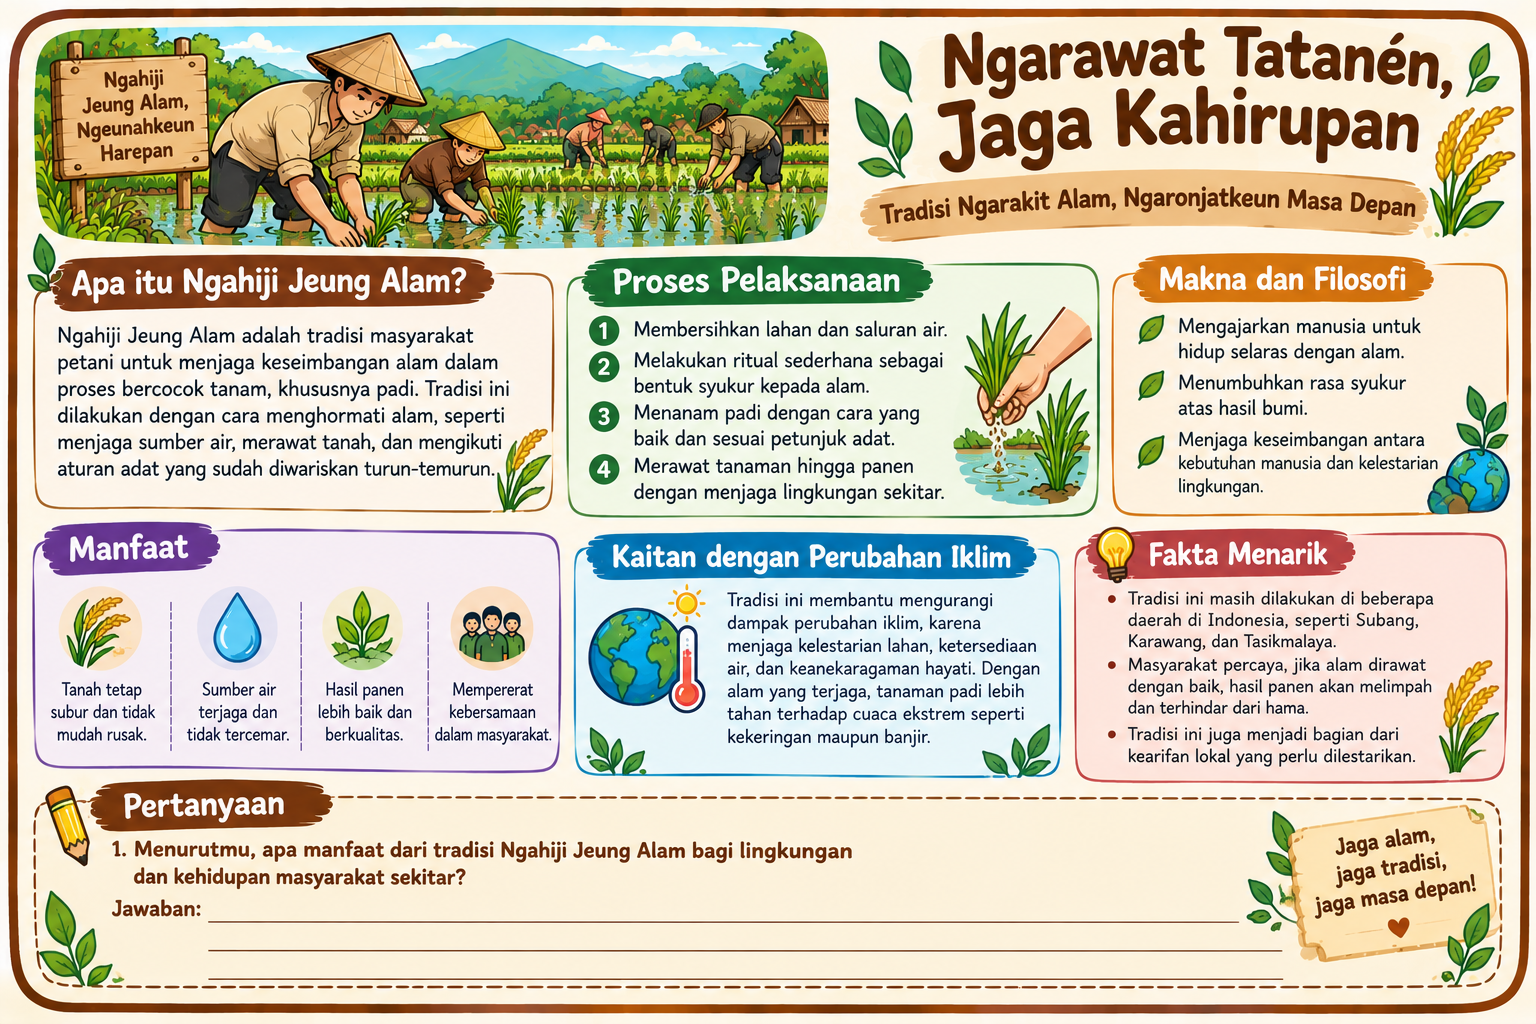 Ngahiji
Jeung Alam,
Ngeunahkeun
Harepan
Ngarawat Tatanén,
Jaga Kahirupan
Tradisi Ngarakit Alam, Ngaronjatkeun Masa Depan
Apa itu Ngahiji Jeung Alam?
Ngahiji Jeung Alam adalah tradisi masyarakat
petani untuk menjaga keseimbangan alam dalam
proses bercocok tanam, khususnya padi. Tradisi ini
dilakukan dengan cara menghormati alam, seperti
menjaga sumber air, merawat tanah, dan mengikuti
aturan adat yang sudah diwariskan turun-temurun.
Proses Pelaksanaan
1 Membersihkan lahan dan saluran air.
2 Melakukan ritual sederhana sebagai
bentuk syukur kepada alam.
3 Menanam padi dengan cara yang
baik dan sesuai petunjuk adat.
4 Merawat tanaman hingga panen
dengan menjaga lingkungan sekitar.
Makna dan Filosofi
Mengajarkan manusia untuk
hidup selaras dengan alam.
Menumbuhkan rasa syukur
atas hasil bumi.
Menjaga keseimbangan antara
kebutuhan manusia dan kelestarian
lingkungan.
Manfaat
Tanah tetap
subur dan tidak
mudah rusak.
Sumber air
terjaga dan
tidak tercemar.
Hasil panen
lebih baik dan
berkualitas.
Mempererat
kebersamaan
dalam masyarakat.
Kaitan dengan Perubahan Iklim
Tradisi ini membantu mengurangi
dampak perubahan iklim, karena
menjaga kelestarian lahan, ketersediaan
air, dan keanekaragaman hayati. Dengan
alam yang terjaga, tanaman padi lebih
tahan terhadap cuaca ekstrem seperti
kekeringan maupun banjir.
Fakta Menarik
• Tradisi ini masih dilakukan di beberapa
daerah di Indonesia, seperti Subang,
Karawang, dan Tasikmalaya.
• Masyarakat percaya, jika alam dirawat
dengan baik, hasil panen akan melimpah
dan terhindar dari hama.
• Tradisi ini juga menjadi bagian dari
kearifan lokal yang perlu dilestarikan.
Pertanyaan
1. Menurutmu, apa manfaat dari tradisi Ngahiji Jeung Alam bagi lingkungan
dan kehidupan masyarakat sekitar?
Jawaban:
Jaga alam,
jaga tradisi,
jaga masa depan!